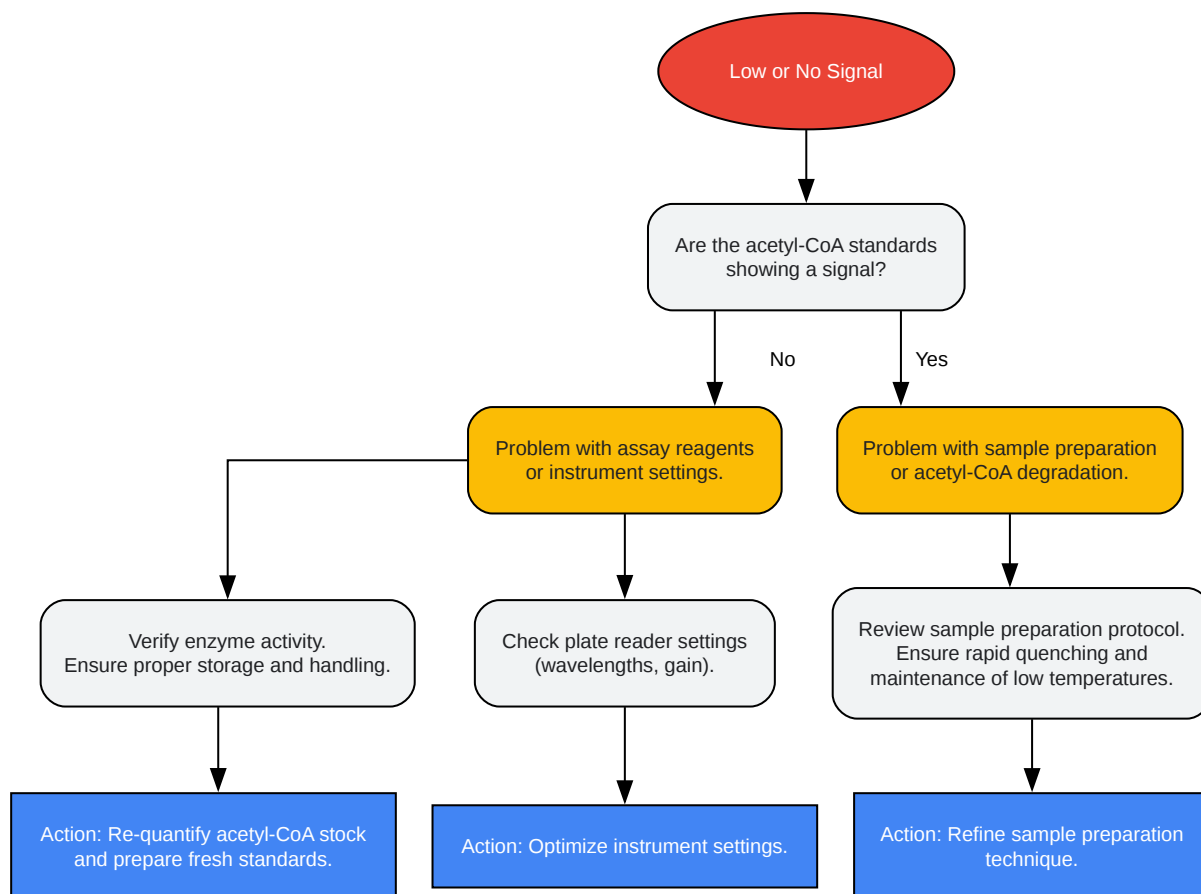 Low or No Signal
Are the acetyl-CoA standards
showing a signal?
No
Yes
Problem with assay reagents
or instrument settings.
Problem with sample preparation
or acetyl-CoA degradation.
Verify enzyme activity.
Ensure proper storage and handling.
Check plate reader settings
(wavelengths, gain).
Review sample preparation protocol.
Ensure rapid quenching and
maintenance of low temperatures.
Action: Re-quantify acetyl-CoA stock
and prepare fresh standards.
Action: Optimize instrument settings.
Action: Refine sample preparation
technique.